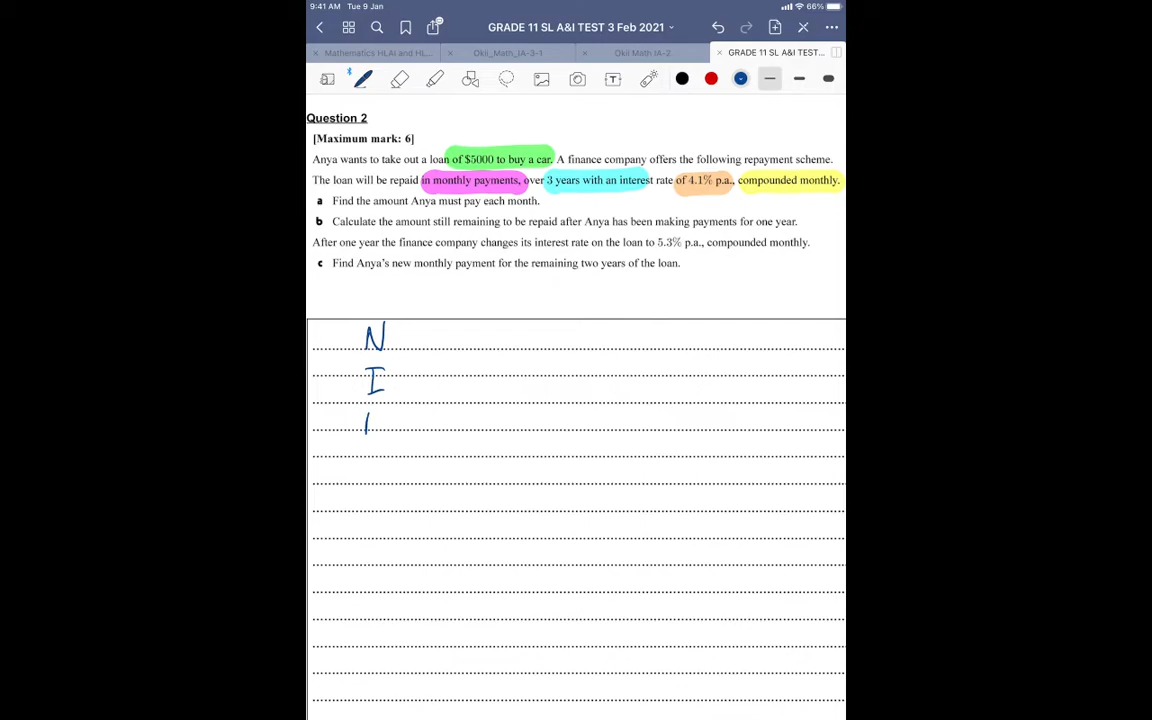 9:41 AM Tue 9 Jan
66%
GRADE 11 SL A&I TEST 3 Feb 2021
Mathematics HLAI and HL...
Okii_Math_IA-3-1
Okii Math IA-2
GRADE 11 SL A&I TEST...
Question 2
[Maximum mark: 6]
Anya wants to take out a loan of $5000 to buy a car. A finance company offers the following repayment scheme.
The loan will be repaid in monthly payments, over 3 years with an interest rate of 4.1% p.a., compounded monthly.
a Find the amount Anya must pay each month.
b Calculate the amount still remaining to be repaid after Anya has been making payments for one year.
After one year the finance company changes its interest rate on the loan to 5.3% p.a., compounded monthly.
c Find Anya's new monthly payment for the remaining two years of the loan.
N
I